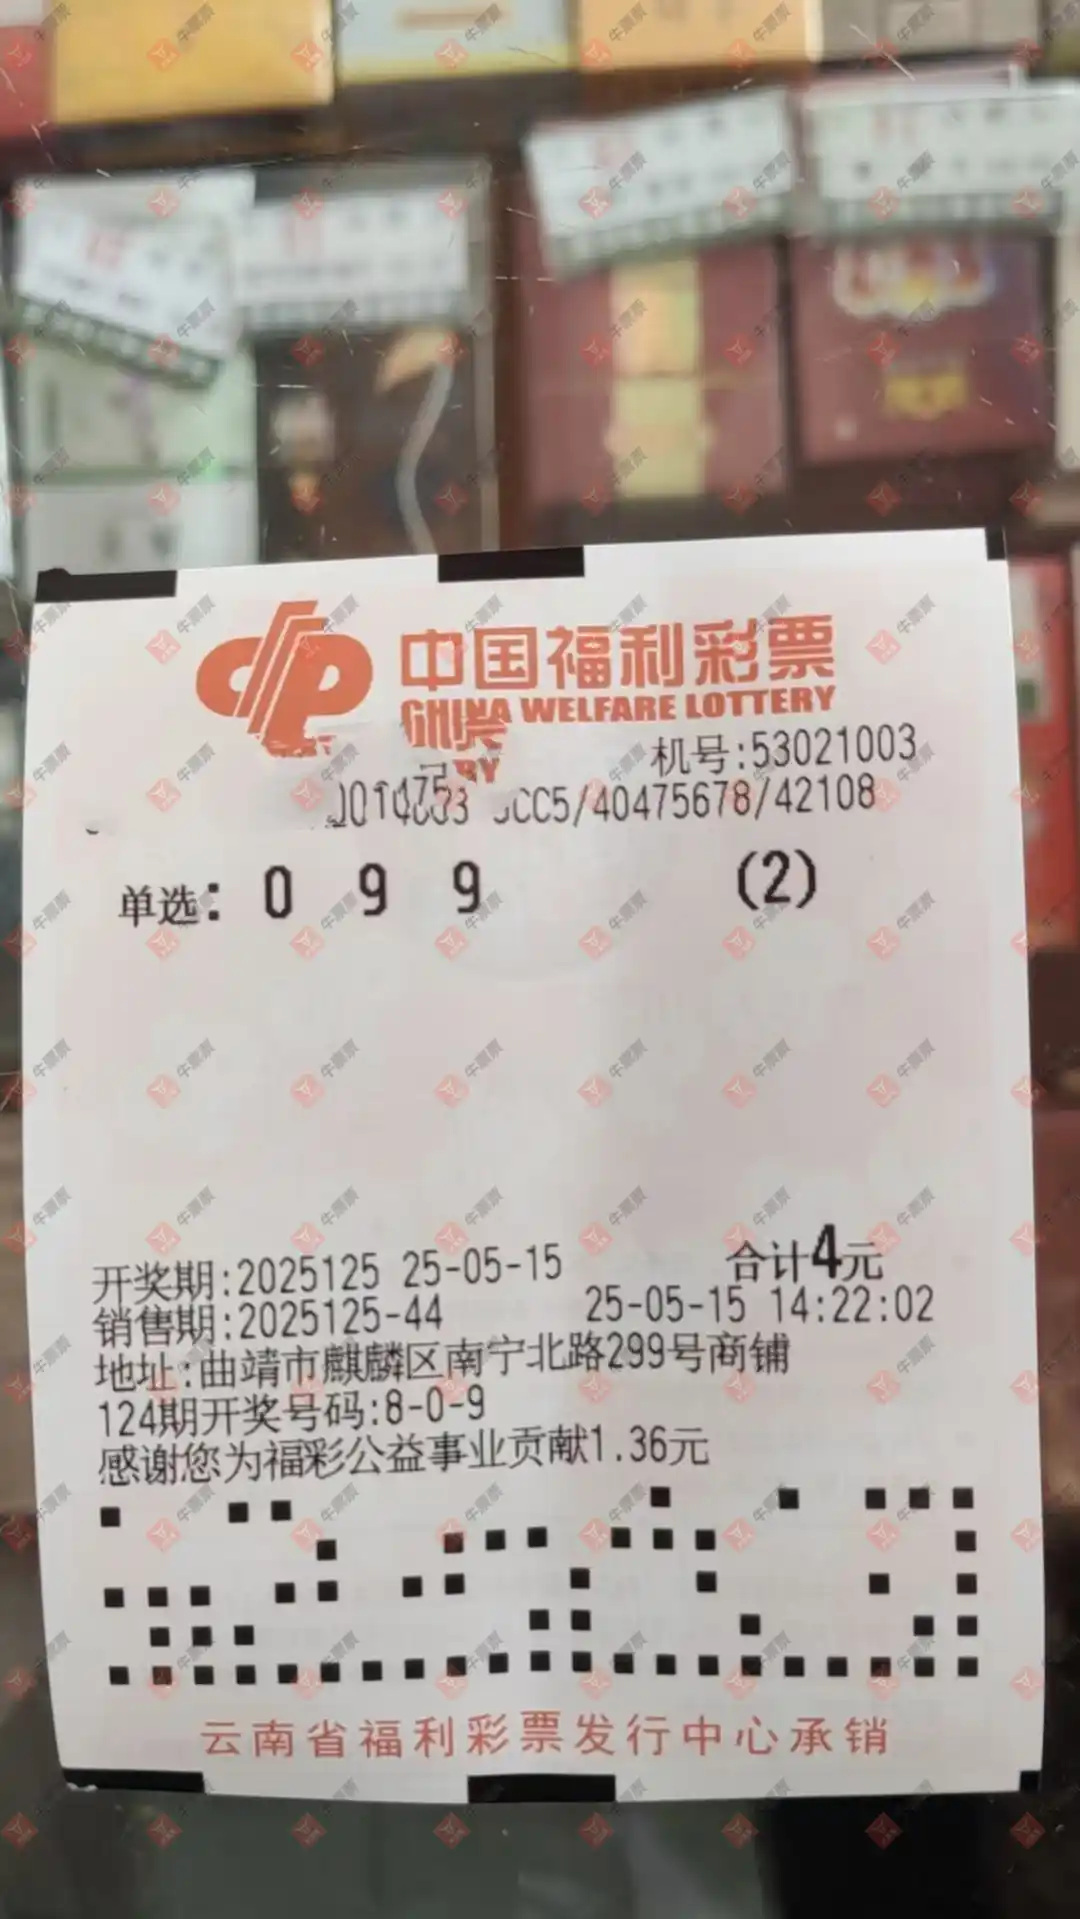 中国福利彩票
CHINA WELFARE LOTTERY
机号:53021003
CC5/40475678/42108
单选: 0 9 9 (2)
合计4元
开奖期:2025125 25-05-15
销售期:2025125-44 25-05-15 14:22:02
地址:曲靖市麒麟区南宁北路299号商铺
124期开奖号码:8-0-9
感谢您为福彩公益事业贡献1.36元
云南省福利彩票发行中心承销
牛票票